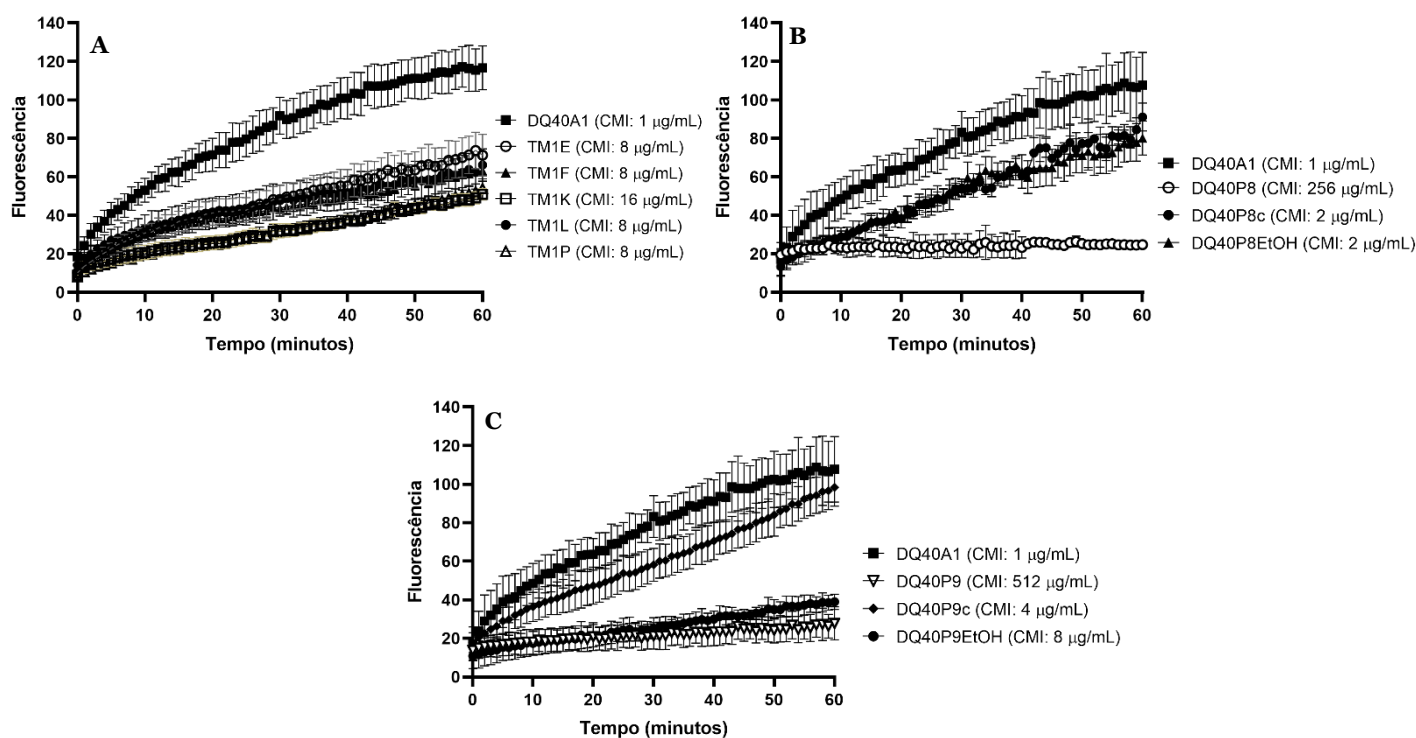 A
140
120
100
80
60
40
20
0
Fluorescência
0 10 20 30 40 50 60
Tempo (minutos)
DQ40A1 (CMI: 1 µg/mL)
TM1E (CMI: 8 µg/mL)
TM1F (CMI: 8 µg/mL)
TM1K (CMI: 16 µg/mL)
TM1L (CMI: 8 µg/mL)
TM1P (CMI: 8 µg/mL)
B
140
120
100
80
60
40
20
0
Fluorescência
0 10 20 30 40 50 60
Tempo (minutos)
DQ40A1 (CMI: 1 µg/mL)
DQ40P8 (CMI: 256 µg/mL)
DQ40P8c (CMI: 2 µg/mL)
DQ40P8EtOH (CMI: 2 µg/mL)
C
140
120
100
80
60
40
20
0
Fluorescência
0 10 20 30 40 50 60
Tempo (minutos)
DQ40A1 (CMI: 1 µg/mL)
DQ40P9 (CMI: 512 µg/mL)
DQ40P9c (CMI: 4 µg/mL)
DQ40P9EtOH (CMI: 8 µg/mL)